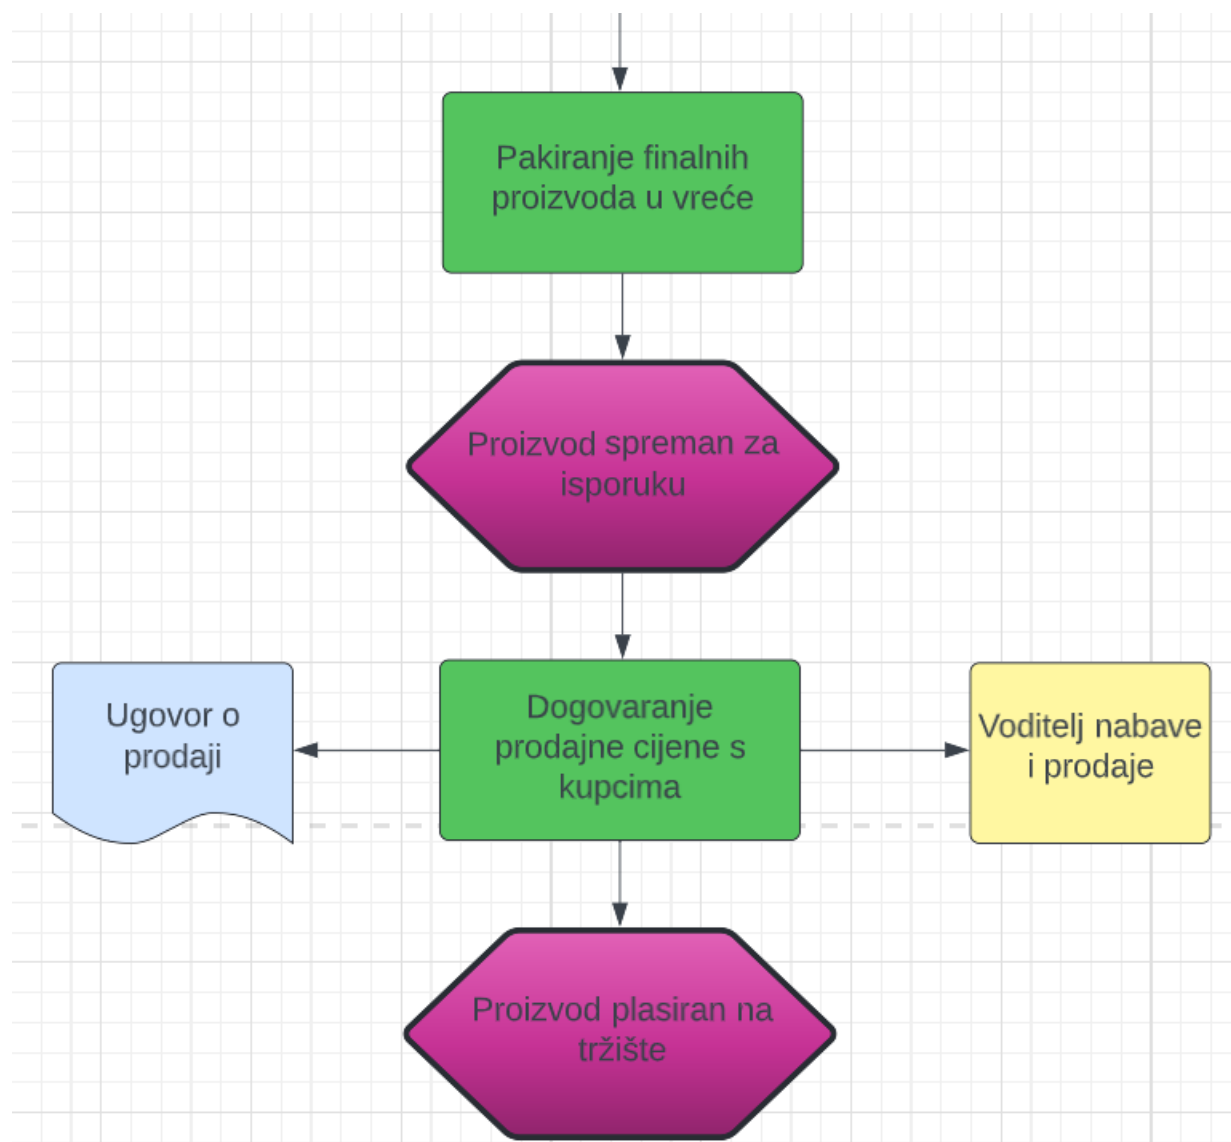 Pakiranje finalnih
proizvoda u vreće
Proizvod spreman za
isporuku
Ugovor o
prodaji
Dogovaranje
prodajne cijene s
kupcima
Voditelj nabave
i prodaje
Proizvod plasiran na
tržište